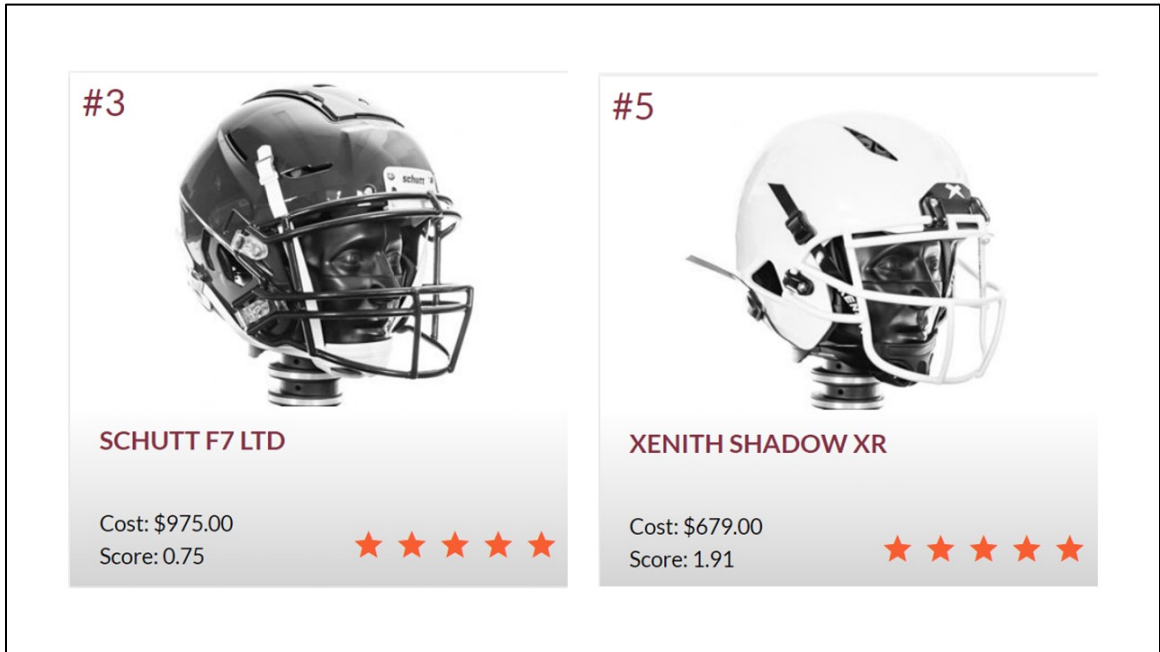 #3
schutt
SCHUTT F7 LTD
Cost: $975.00
Score: 0.75
#5
XENITH SHADOW XR
Cost: $679.00
Score: 1.91